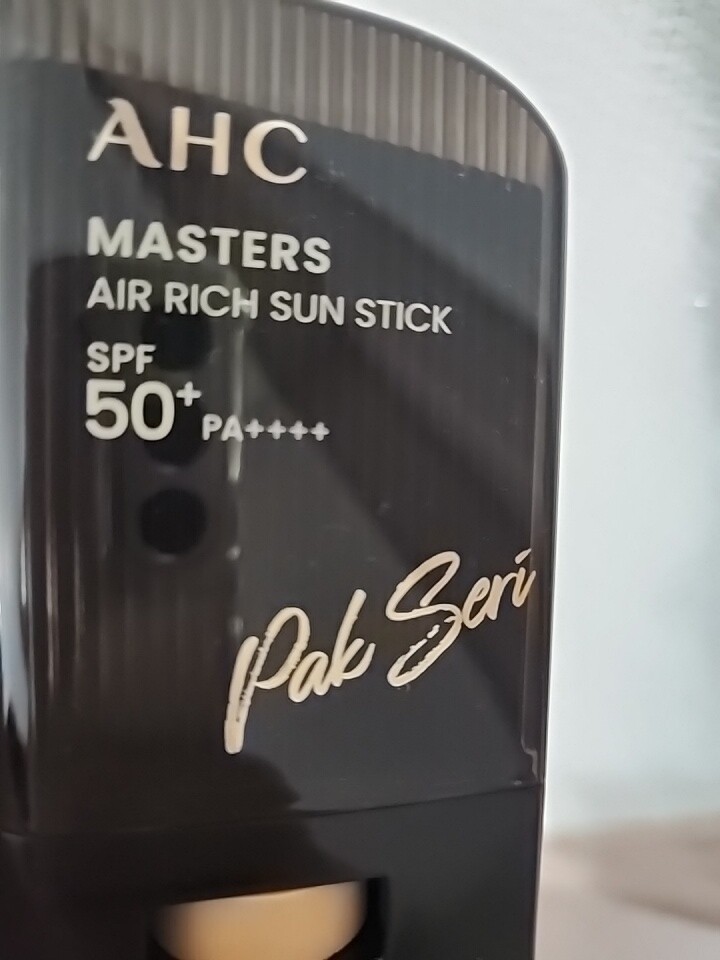 AHC
MASTERS
AIR RICH SUN STICK
SPF
50+ PA++++
Pak Seri